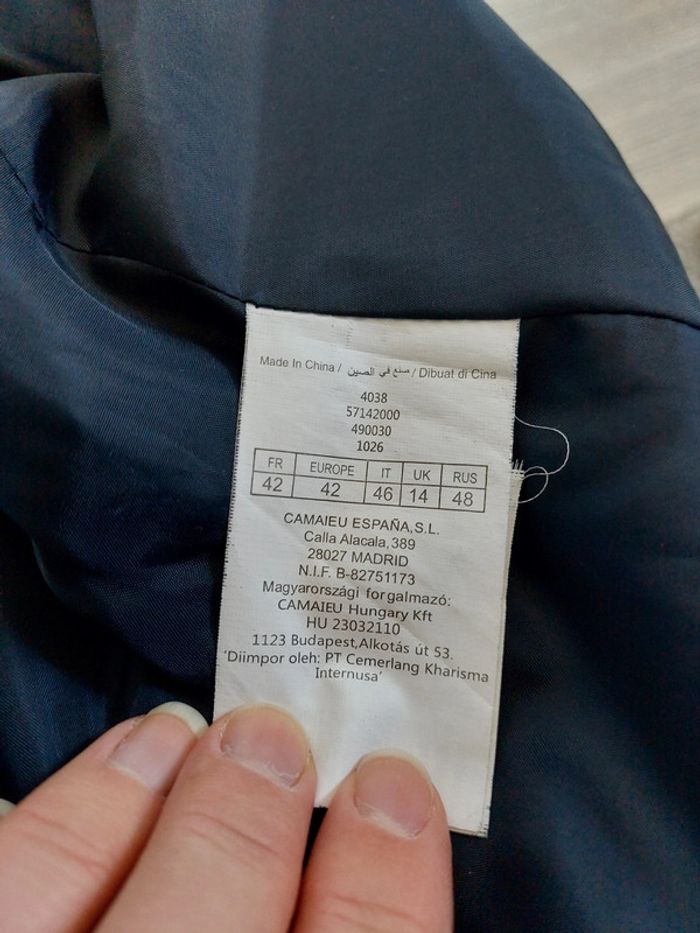 Made In China / صنع في الصين / Dibuat di Cina
4038
57142000
490030
1026
FR EUROPE IT UK RUS
42 42 46 14 48
CAMAIEU ESPAÑA,S.L.
Calla Alacala,389
28027 MADRID
N.I.F. B-82751173
Magyarországi forgalmazó:
CAMAIEU Hungary Kft
HU 23032110
1123 Budapest,Alkotás út 53.
'Diimpor oleh: PT Cemerlang Kharisma
Internusa'